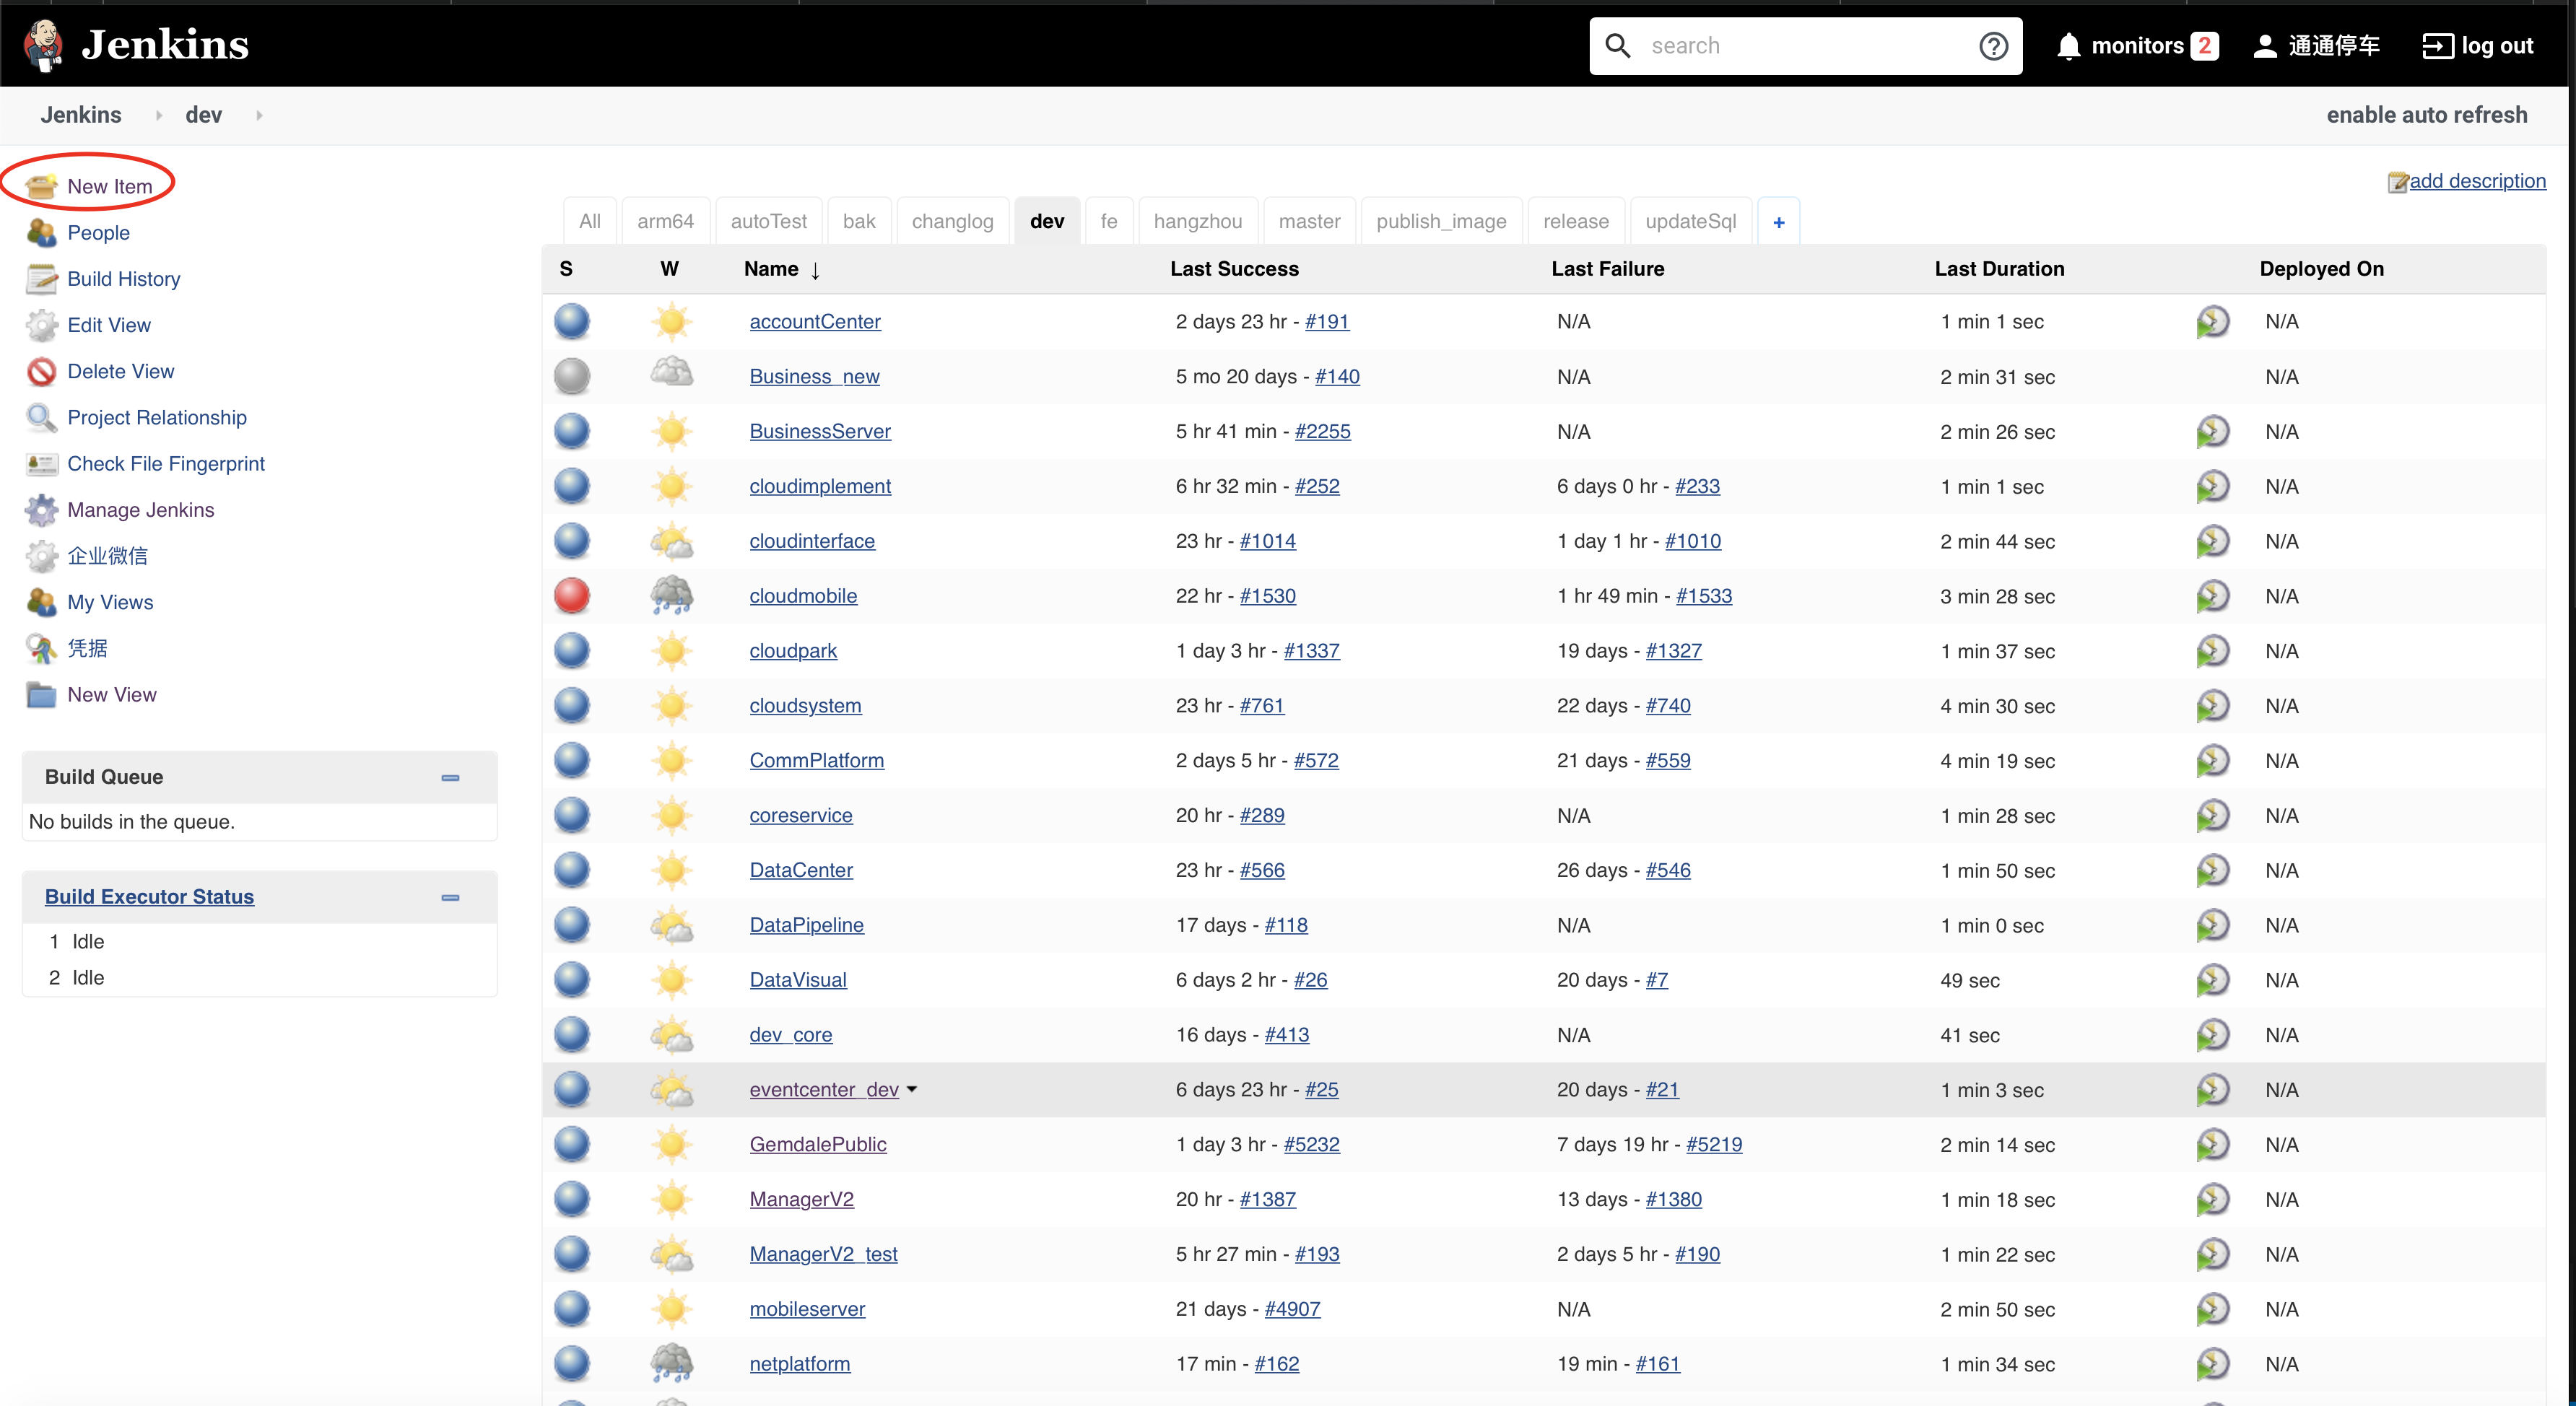 Jenkins
search
monitors 2
通通停车
log out
Jenkins
dev
enable auto refresh
New Item
People
Build History
Edit View
Delete View
Project Relationship
Check File Fingerprint
Manage Jenkins
企业微信
My Views
凭据
New View
Build Queue
No builds in the queue.
Build Executor Status
1 Idle
2 Idle
add description
All arm64 autoTest bak changlog dev fe hangzhou master publish_image release updateSql +
S W Name ↓ Last Success Last Failure Last Duration Deployed On
accountCenter 2 days 23 hr - #191 N/A 1 min 1 sec N/A
Business_new 5 mo 20 days - #140 N/A 2 min 31 sec N/A
BusinessServer 5 hr 41 min - #2255 N/A 2 min 26 sec N/A
cloudimplement 6 hr 32 min - #252 6 days 0 hr - #233 1 min 1 sec N/A
cloudinterface 23 hr - #1014 1 day 1 hr - #1010 2 min 44 sec N/A
cloudmobile 22 hr - #1530 1 hr 49 min - #1533 3 min 28 sec N/A
cloudpark 1 day 3 hr - #1337 19 days - #1327 1 min 37 sec N/A
cloudsystem 23 hr - #761 22 days - #740 4 min 30 sec N/A
CommPlatform 2 days 5 hr - #572 21 days - #559 4 min 19 sec N/A
coreservice 20 hr - #289 N/A 1 min 28 sec N/A
DataCenter 23 hr - #566 26 days - #546 1 min 50 sec N/A
DataPipeline 17 days - #118 N/A 1 min 0 sec N/A
DataVisual 6 days 2 hr - #26 20 days - #7 49 sec N/A
dev_core 16 days - #413 N/A 41 sec N/A
eventcenter_dev 6 days 23 hr - #25 20 days - #21 1 min 3 sec N/A
GemdalePublic 1 day 3 hr - #5232 7 days 19 hr - #5219 2 min 14 sec N/A
ManagerV2 20 hr - #1387 13 days - #1380 1 min 18 sec N/A
ManagerV2_test 5 hr 27 min - #193 2 days 5 hr - #190 1 min 22 sec N/A
mobileserver 21 days - #4907 N/A 2 min 50 sec N/A
netplatform 17 min - #162 19 min - #161 1 min 34 sec N/A